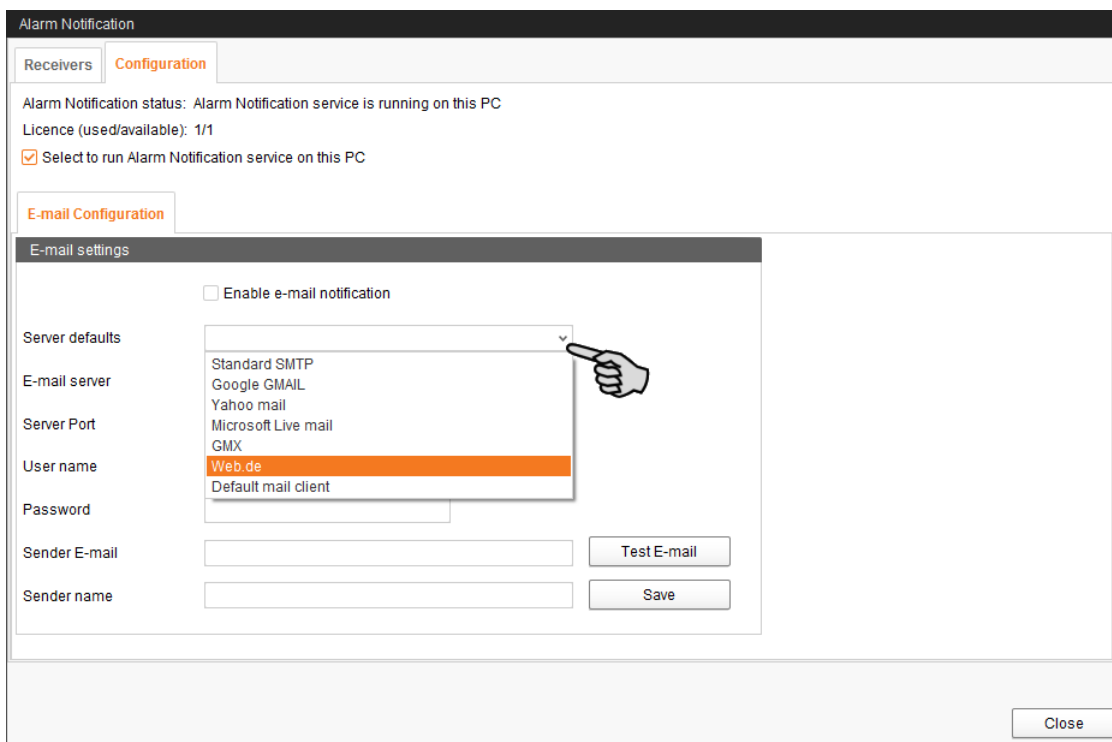 Alarm Notification
Receivers Configuration
Alarm Notification status: Alarm Notification service is running on this PC
Licence (used/available): 1/1
Select to run Alarm Notification service on this PC
E-mail Configuration
E-mail settings
Enable e-mail notification
Server defaults
Standard SMTP
Google GMAIL
E-mail server
Yahoo mail
Server Port
Microsoft Live mail
GMX
User name
Web.de
Default mail client
Password
Sender E-mail
Test E-mail
Sender name
Save
Close